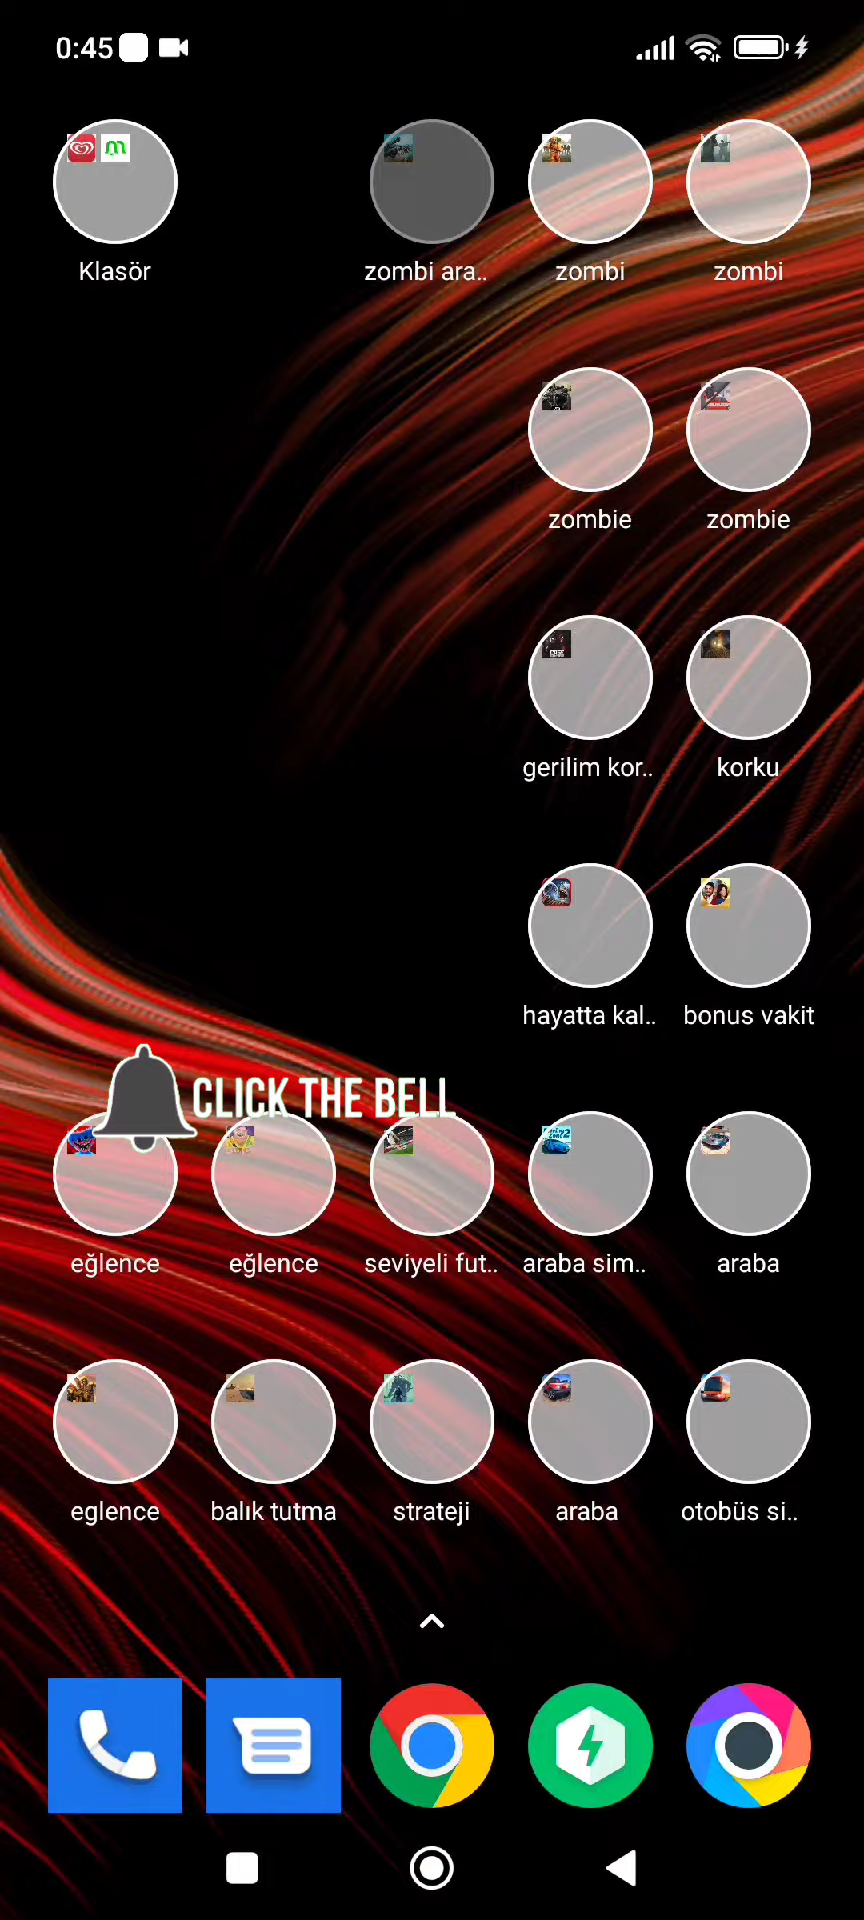 0:45
Klasör
zombi ara..
zombi
zombi
zombie
zombie
gerilim kor..
korku
hayatta kal..
bonus vakit
CLICK THE BELL
eğlence
eğlence
seviyeli fut..
araba sim..
araba
eglence
balık tutma
strateji
araba
otobüs si..